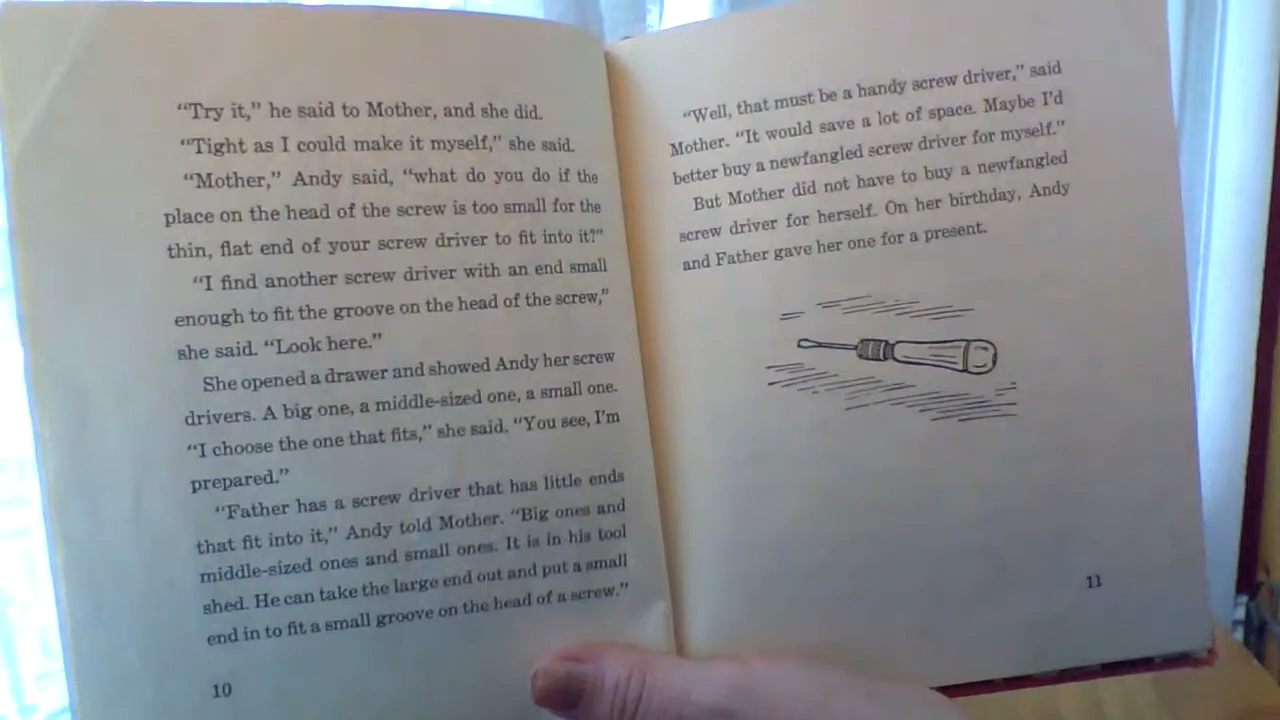 “Try it,” he said to Mother, and she did.
“Tight as I could make it myself,” she said.
“Mother,” Andy said, “what do you do if the
place on the head of the screw is too small for the
thin, flat end of your screw driver to fit into it?”
“I find another screw driver with an end small
enough to fit the groove on the head of the screw,”
she said. “Look here.”
She opened a drawer and showed Andy her screw
drivers. A big one, a middle-sized one, a small one.
“I choose the one that fits,” she said. “You see, I’m
prepared.”
“Father has a screw driver that has little ends
that fit into it,” Andy told Mother. “Big ones and
middle-sized ones and small ones. It is in his tool
shed. He can take the large end out and put a small
end in to fit a small groove on the head of a screw.”
10
“Well, that must be a handy screw driver,” said
Mother. “It would save a lot of space. Maybe I’d
better buy a newfangled screw driver for myself.”
But Mother did not have to buy a newfangled
screw driver for herself. On her birthday, Andy
and Father gave her one for a present.
11